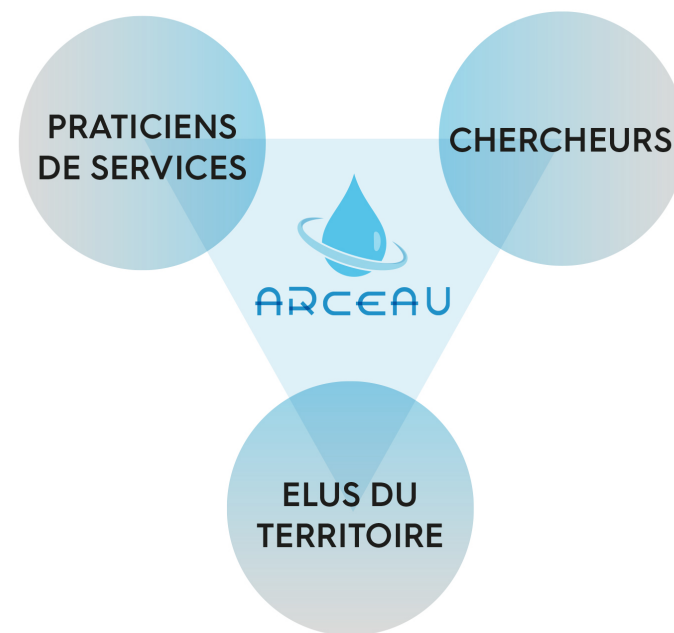 PRATICIENS
DE SERVICES
CHERCHEURS
ARCEAU
ELUS DU
TERRITOIRE